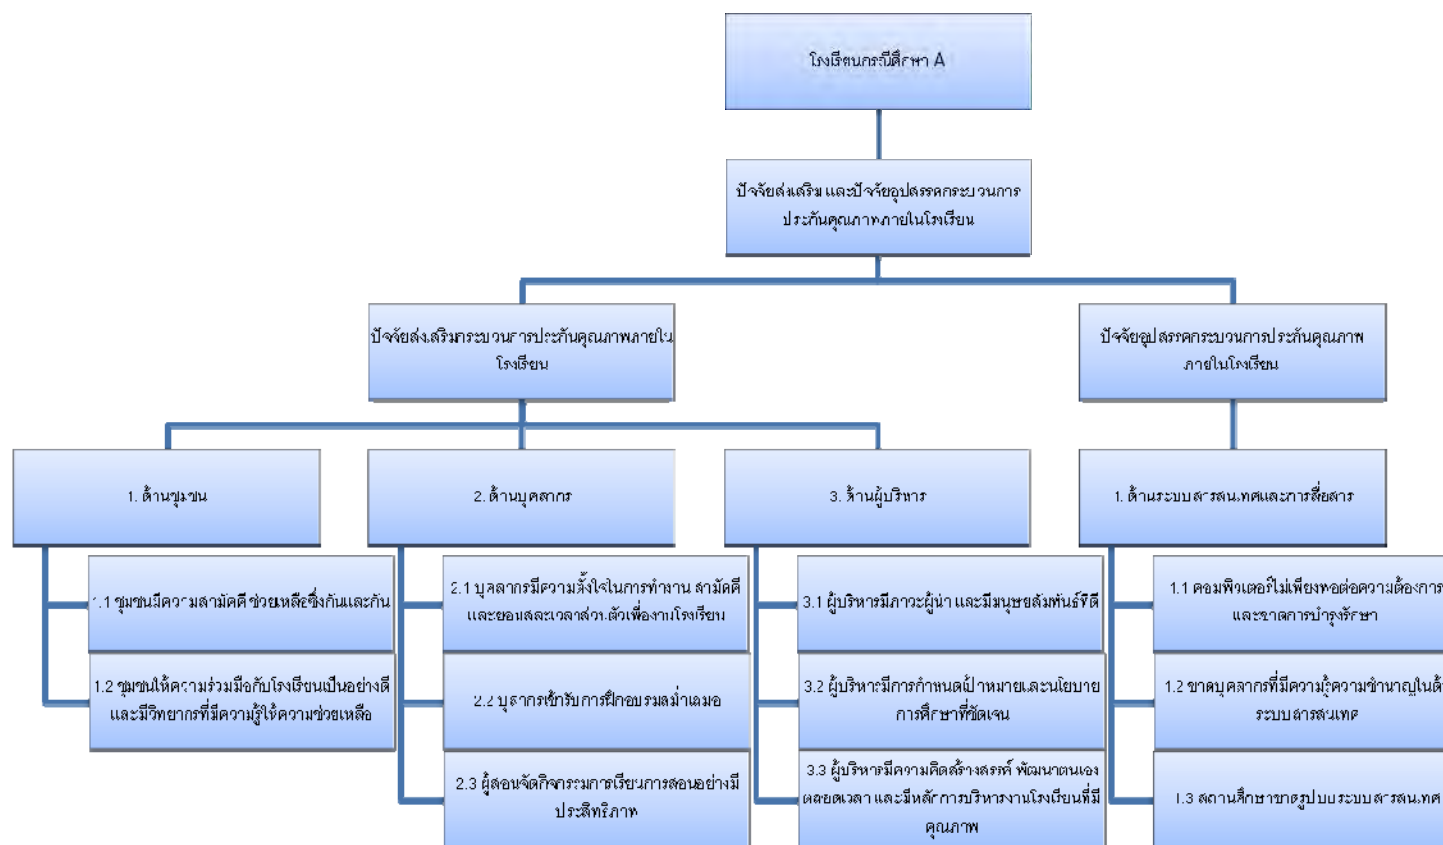 โรงเรียนกรณีศึกษา A
ปัจจัยส่งเสริม และปัจจัยอุปสรรคกระบวนการ
ประกันคุณภาพภายในโรงเรียน
ปัจจัยส่งเสริมกระบวนการประกันคุณภาพภายใน
โรงเรียน
ปัจจัยอุปสรรคกระบวนการประกันคุณภาพ
ภายในโรงเรียน
1. ด้านชุมชน
2. ด้านบุคลากร
3. ด้านผู้บริหาร
1. ด้านระบบสารสนเทศและการสื่อสาร
1.1 ชุมชนมีความสามัคคี ช่วยเหลือซึ่งกันและกัน
1.2 ชุมชนให้ความร่วมมือกับโรงเรียนเป็นอย่างดี
และมีวิทยากรที่มีความรู้ให้ความช่วยเหลือ
2.1 บุคลากรมีความตั้งใจในการทำงาน สามัคคี
และยอมสละเวลาส่วนตัวเพื่องานโรงเรียน
2.2 บุลากรเข้ารับการฝึกอบรมสม่ำเสมอ
2.3 ผู้สอนจัดกิจกรรมการเรียนการสอนอย่างมี
ประสิทธิภาพ
3.1 ผู้บริหารมีภาวะผู้นำ และมีมนุษยสัมพันธ์ที่ดี
3.2 ผู้บริหารมีการกำหนดเป้าหมายและนโยบาย
การศึกษาที่ชัดเจน
3.3 ผู้บริหารมีความคิดสร้างสรรค์ พัฒนาตนเอง
ตลอดเวลา และมีหลักการบริหารงานโรงเรียนที่มี
คุณภาพ
1.1 คอมพิวเตอร์ไม่เพียงพอต่อความต้องการ
และขาดการบำรุงรักษา
1.2 ขาดบุคลากรที่มีความรู้ความชำนาญในด้
ระบบสารสนเทศ
1.3 สถานศึกษาขาดรูปแบบระบบสารสนเทศ